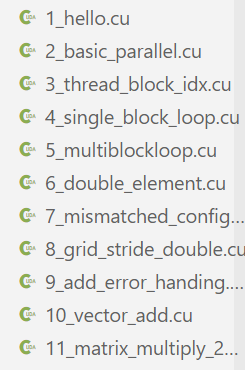 1_hello.cu
2_basic_parallel.cu
3_thread_block_idx.cu
4_single_block_loop.cu
5_multiblockloop.cu
6_double_element.cu
7_mismatched_config...
8_grid_stride_double.cu
9_add_error_handing....
10_vector_add.cu
11_matrix_multiply_2...